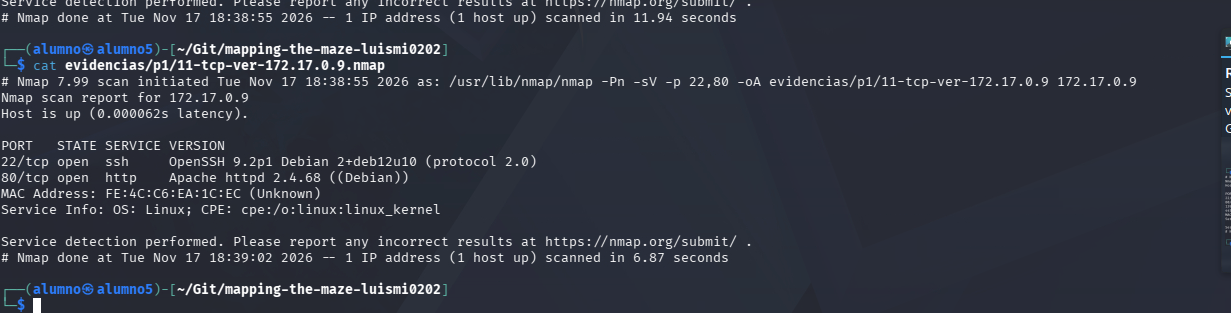 Service detection performed. Please report any incorrect results at https://nmap.org/submit/ .
# Nmap done at Tue Nov 17 18:38:55 2026 -- 1 IP address (1 host up) scanned in 11.94 seconds
┌──(alumno㉿alumno5)-[~/Git/mapping-the-maze-luismi0202]
└─$ cat evidencias/p1/11-tcp-ver-172.17.0.9.nmap
# Nmap 7.99 scan initiated Tue Nov 17 18:38:55 2026 as: /usr/lib/nmap/nmap -Pn -sV -p 22,80 -oA evidencias/p1/11-tcp-ver-172.17.0.9 172.17.0.9
Nmap scan report for 172.17.0.9
Host is up (0.000062s latency).
PORT   STATE SERVICE VERSION
22/tcp open  ssh     OpenSSH 9.2p1 Debian 2+deb12u10 (protocol 2.0)
80/tcp open  http    Apache httpd 2.4.68 ((Debian))
MAC Address: FE:4C:C6:EA:1C:EC (Unknown)
Service Info: OS: Linux; CPE: cpe:/o:linux:linux_kernel
Service detection performed. Please report any incorrect results at https://nmap.org/submit/ .
# Nmap done at Tue Nov 17 18:39:02 2026 -- 1 IP address (1 host up) scanned in 6.87 seconds
┌──(alumno㉿alumno5)-[~/Git/mapping-the-maze-luismi0202]
└─$